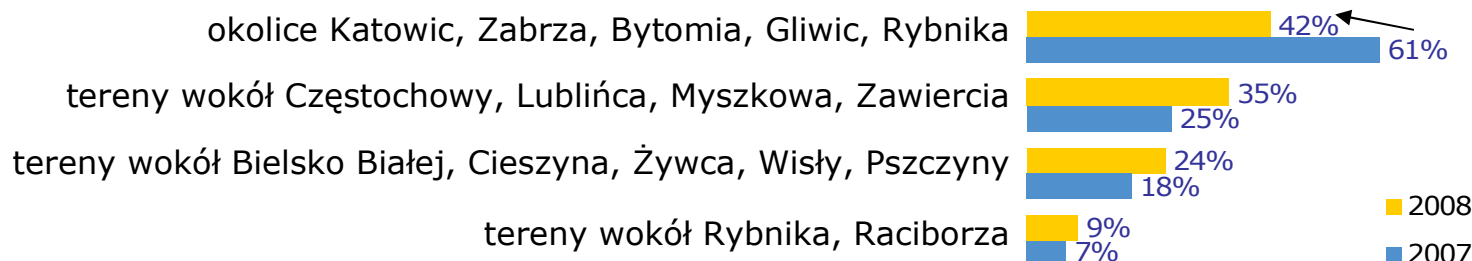 okolice Katowic, Zabrza, Bytomia, Gliwic, Rybnika
42%
61%
tereny wokół Częstochowy, Lublińca, Myszkowa, Zawiercia
35%
25%
tereny wokół Bielsko Białej, Cieszyna, Żywca, Wisły, Pszczyny
24%
18%
tereny wokół Rybnika, Raciborza
9%
7%
2008
2007